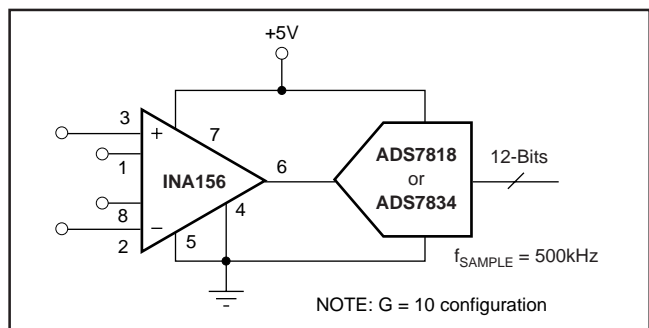 +5V
3
+
7
1
INA156
6
8
4
−
2
5
ADS7818
or
ADS7834
12-Bits
fSAMPLE = 500kHz
NOTE: G = 10 configuration